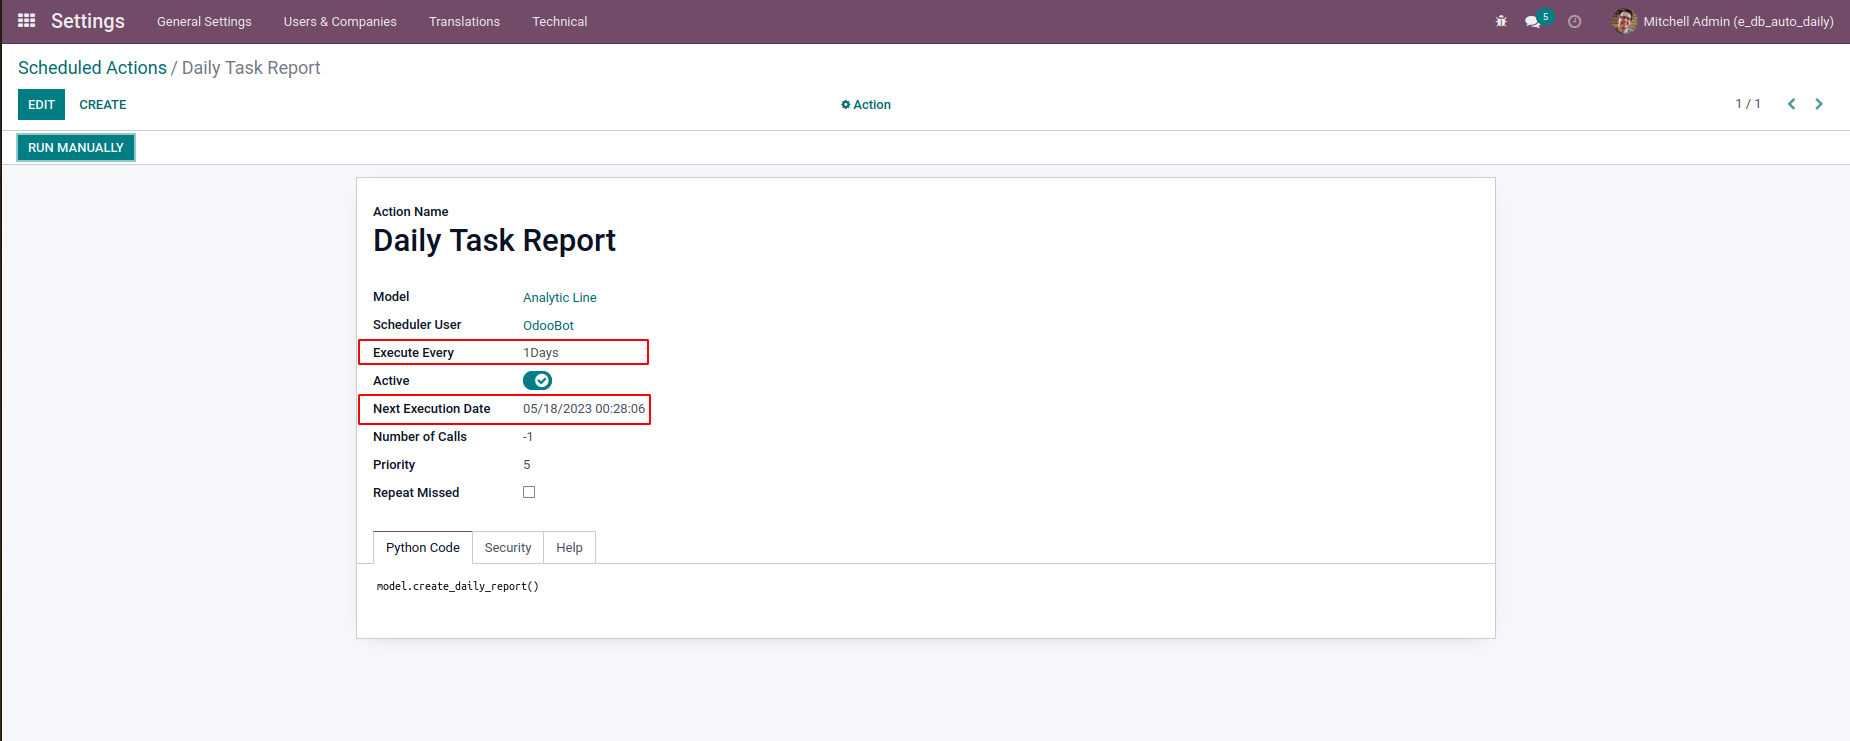 Settings General Settings Users & Companies Translations Technical 5 Mitchell Admin (e_db_auto_daily)
Scheduled Actions / Daily Task Report
EDIT CREATE Action 1 / 1
RUN MANUALLY
Action Name
Daily Task Report
Model Analytic Line
Scheduler User OdooBot
Execute Every 1Days
Active
Next Execution Date 05/18/2023 00:28:06
Number of Calls -1
Priority 5
Repeat Missed
Python Code Security Help
model.create_daily_report()